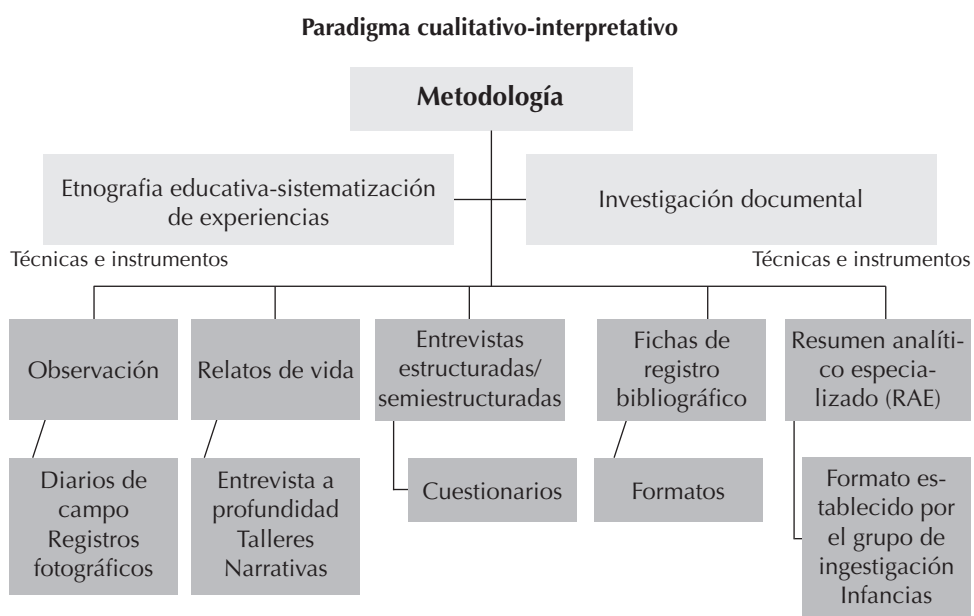 Paradigma cualitativo-interpretativo
Metodología
Etnografia educativa-sistematización
de experiencias
Investigación documental
Técnicas e instrumentos
Técnicas e instrumentos
Observación
Relatos de vida
Entrevistas
estructuradas/
semiestructuradas
Fichas de
registro
bibliográfico
Resumen analíti-
co especia-
lizado (RAE)
Diarios de
campo
Registros
fotográficos
Entrevista a
profundidad
Talleres
Narrativas
Cuestionarios
Formatos
Formato es-
tablecido por
el grupo de
ingestigación
Infancias